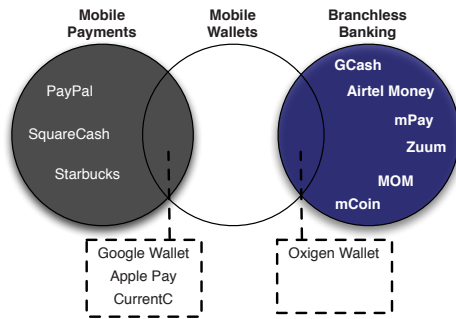 Mobile
Payments
Mobile
Wallets
Branchless
Banking
PayPal
SquareCash
Starbucks
GCash
Airtel Money
mPay
Zuum
MOM
mCoin
Google Wallet
Apple Pay
CurrentC
Oxigen Wallet